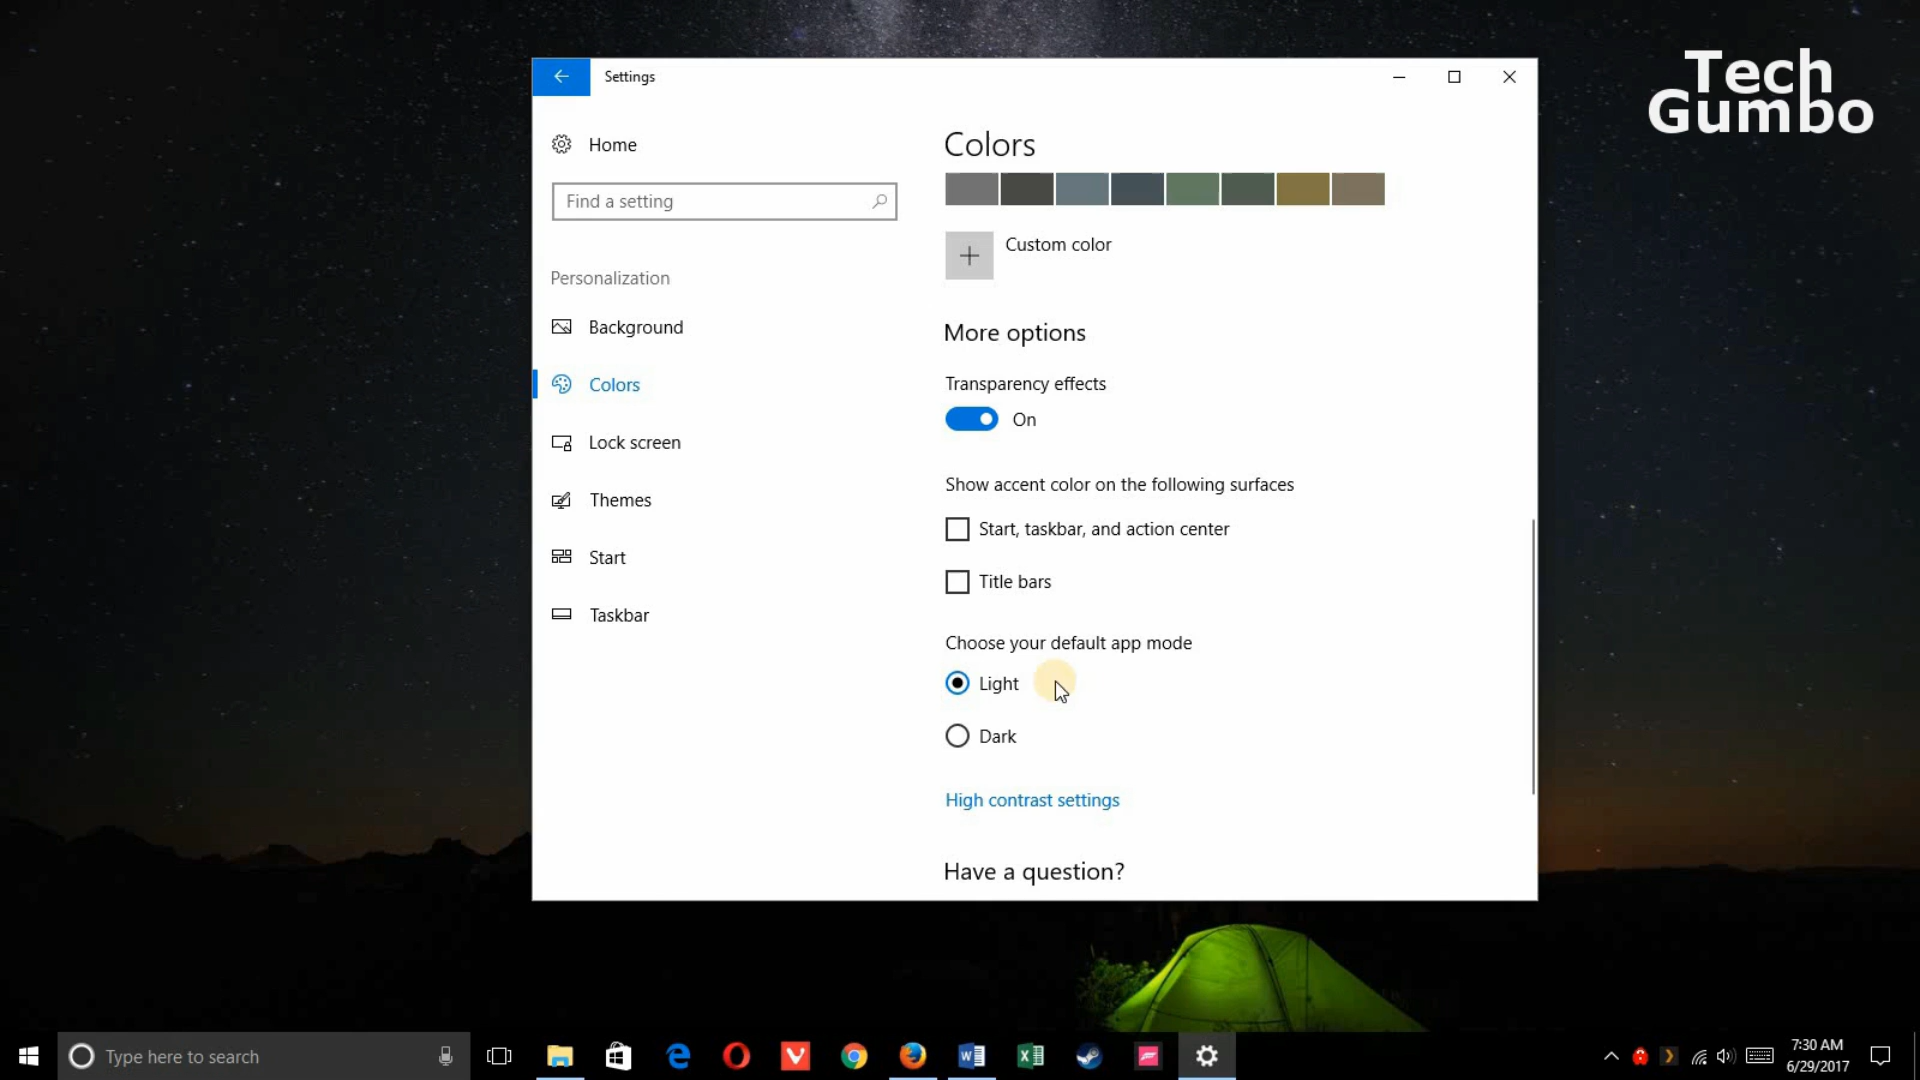 Tech
Gumbo
Settings
Home
Find a setting
Personalization
Background
Colors
Lock screen
Themes
Start
Taskbar
Colors
Custom color
More options
Transparency effects
On
Show accent color on the following surfaces
Start, taskbar, and action center
Title bars
Choose your default app mode
Light
Dark
High contrast settings
Have a question?
Type here to search
7:30 AM
6/29/2017